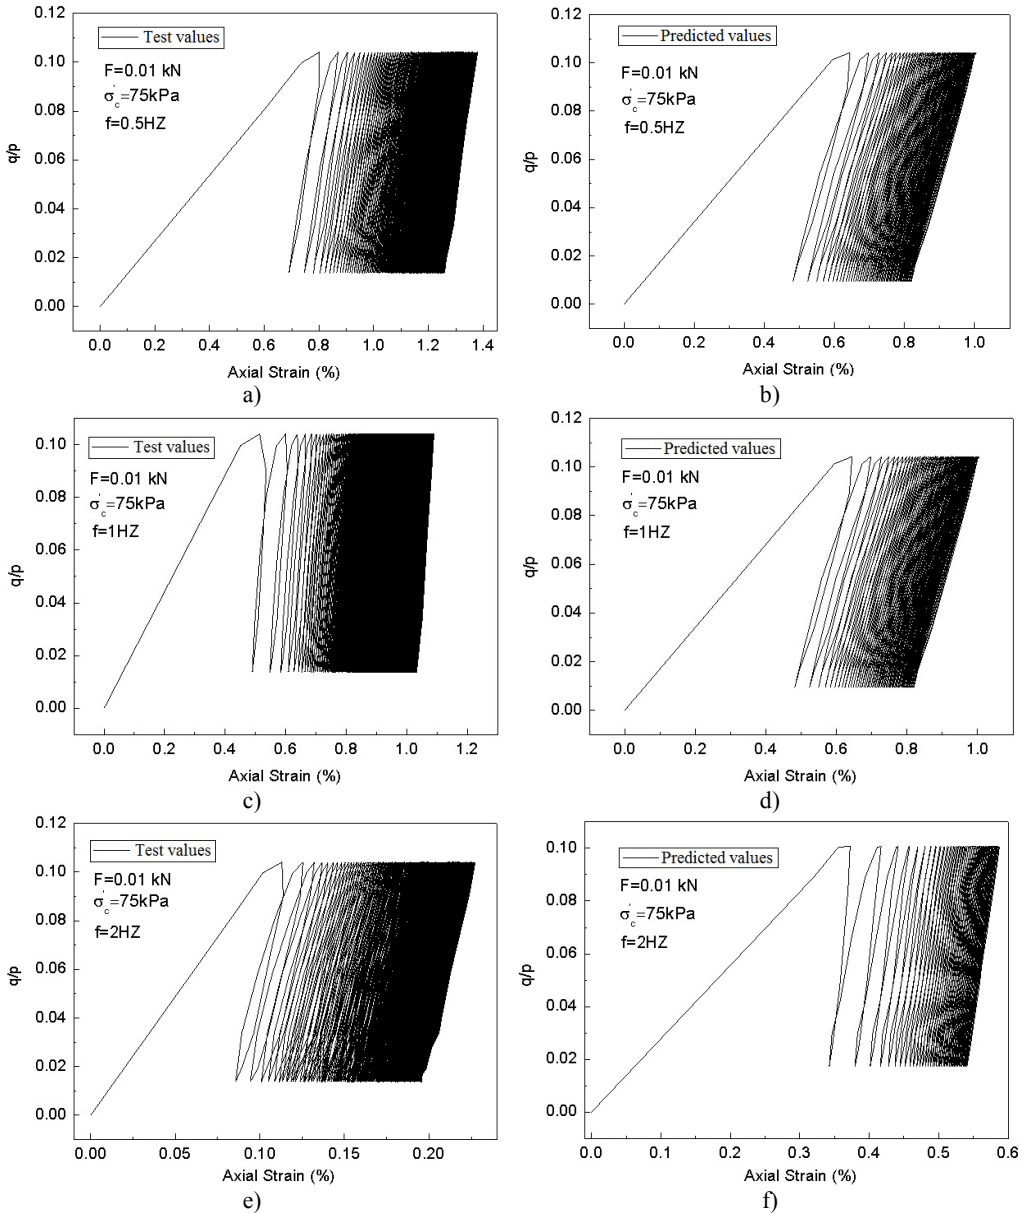 0.12
0.10
0.08
0.06
0.04
0.02
0.00
q/p
Test values
F=0.01 kN
σ'c=75kPa
f=0.5HZ
0.0 0.2 0.4 0.6 0.8 1.0 1.2 1.4
Axial Strain (%)
a)
0.12
0.10
0.08
0.06
0.04
0.02
0.00
q/p
Predicted values
F=0.01 kN
σ'c=75kPa
f=0.5HZ
0.0 0.2 0.4 0.6 0.8 1.0
Axial Strain (%)
b)
0.10
0.08
0.06
0.04
0.02
0.00
q/p
Test values
F=0.01 kN
σ'c=75kPa
f=1HZ
0.0 0.2 0.4 0.6 0.8 1.0 1.2
Axial Strain (%)
c)
0.12
0.10
0.08
0.06
0.04
0.02
0.00
q/p
Predicted values
F=0.01 kN
σ'c=75kPa
f=1HZ
0.0 0.2 0.4 0.6 0.8 1.0
Axial Strain (%)
d)
0.12
0.10
0.08
0.06
0.04
0.02
0.00
q/p
Test values
F=0.01 kN
σ'c=75kPa
f=2HZ
0.00 0.05 0.10 0.15 0.20
Axial Strain (%)
e)
0.10
0.08
0.06
0.04
0.02
0.00
q/p
Predicted values
F=0.01 kN
σ'c=75kPa
f=2HZ
0.0 0.1 0.2 0.3 0.4 0.5 0.6
Axial Strain (%)
f)